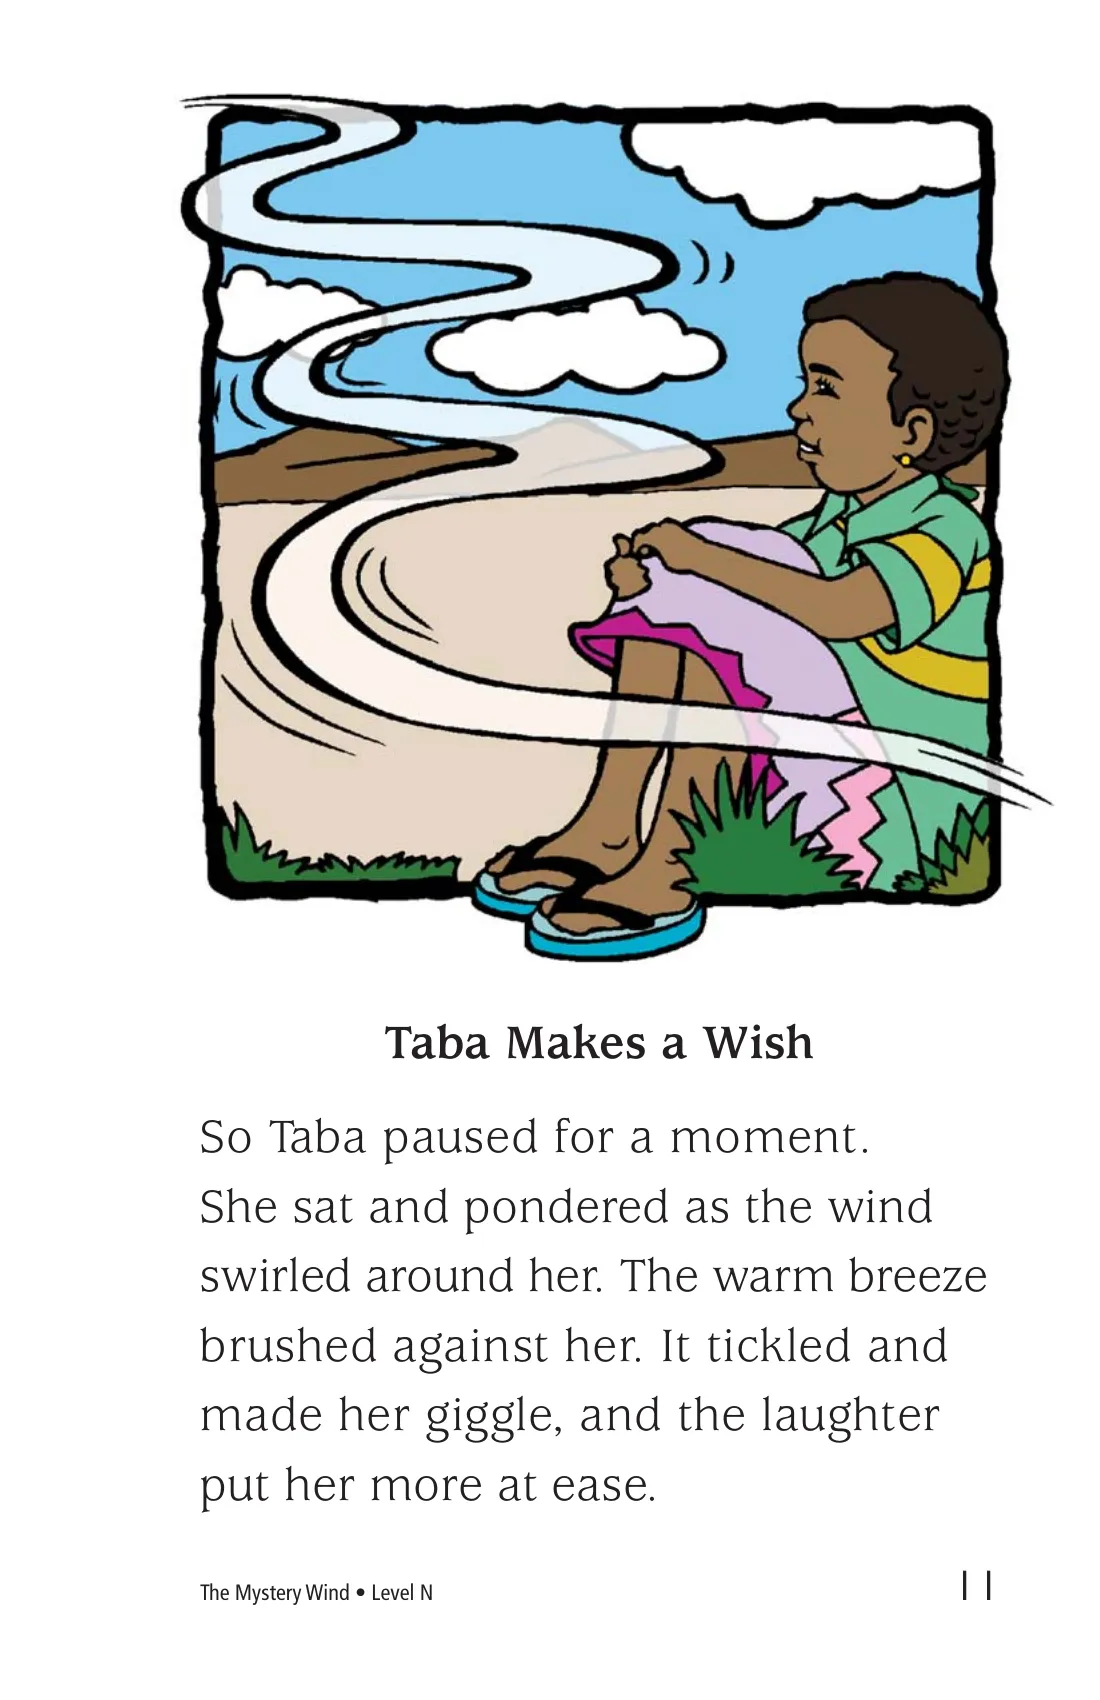 Taba Makes a Wish
So Taba paused for a moment.
She sat and pondered as the wind
swirled around her. The warm breeze
brushed against her. It tickled and
made her giggle, and the laughter
put her more at ease.
The Mystery Wind • Level N
11